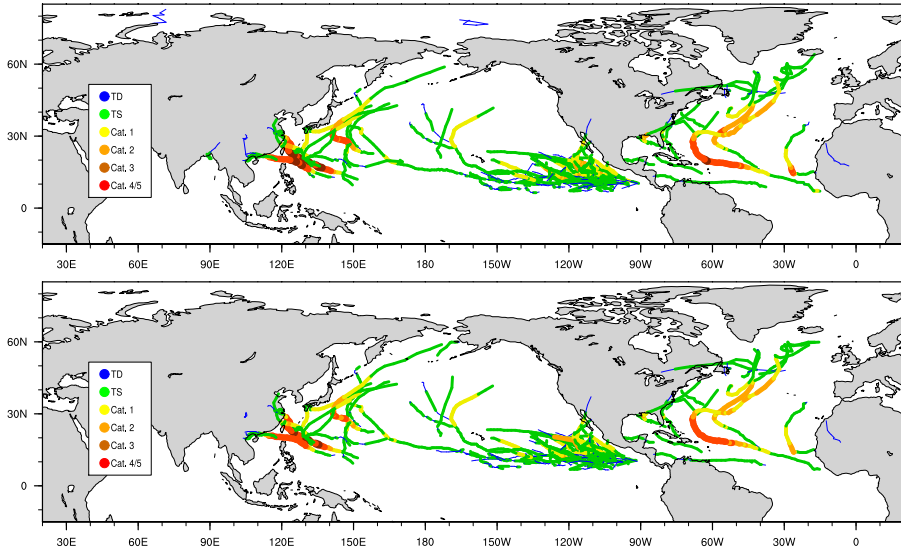 60N
30N
0
TD
TS
Cat. 1
Cat. 2
Cat. 3
Cat. 4/5
30E 60E 90E 120E 150E 180 150W 120W 90W 60W 30W 0
60N
30N
0
TD
TS
Cat. 1
Cat. 2
Cat. 3
Cat. 4/5
30E 60E 90E 120E 150E 180 150W 120W 90W 60W 30W 0